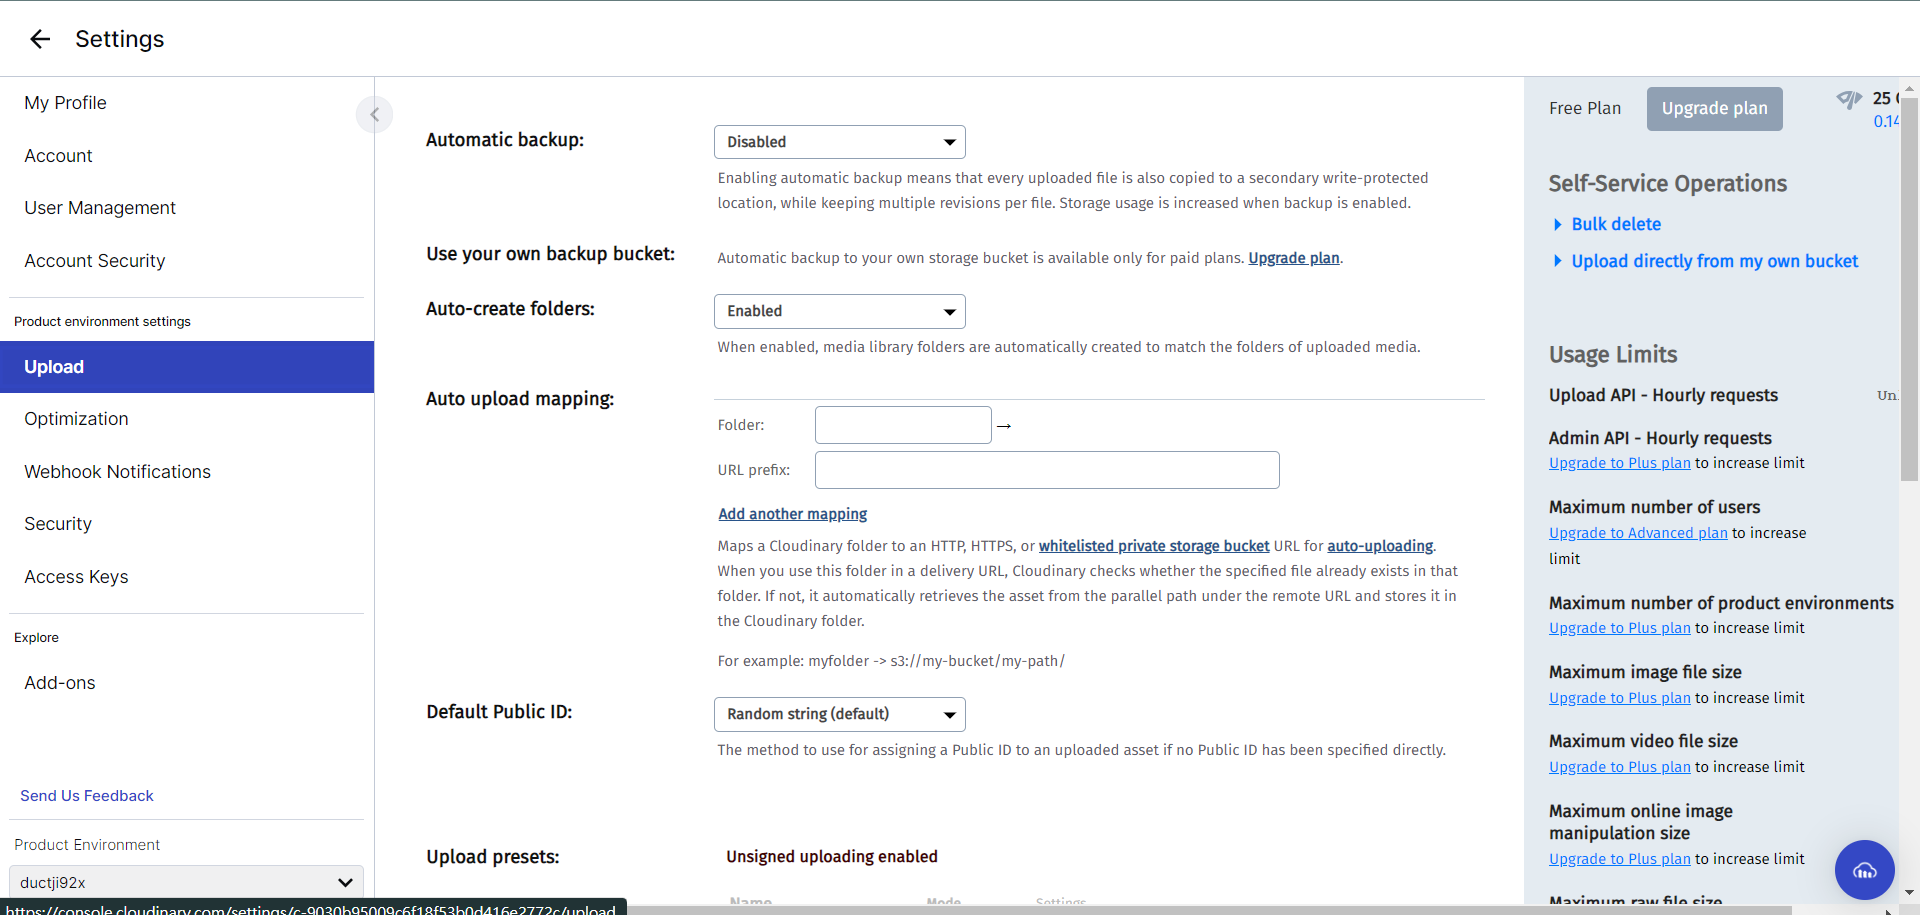 Settings
My Profile
Account
User Management
Account Security
Product environment settings
Upload
Optimization
Webhook Notifications
Security
Access Keys
Explore
Add-ons
Send Us Feedback
Product Environment
ductji92x
https://console.cloudinary.com/settings/c-9030b95009c6f18f53b0d416e2772c/upload
Automatic backup:
Disabled
Enabling automatic backup means that every uploaded file is also copied to a secondary write-protected
location, while keeping multiple revisions per file. Storage usage is increased when backup is enabled.
Use your own backup bucket:
Automatic backup to your own storage bucket is available only for paid plans. Upgrade plan.
Auto-create folders:
Enabled
When enabled, media library folders are automatically created to match the folders of uploaded media.
Auto upload mapping:
Folder: →
URL prefix:
Add another mapping
Maps a Cloudinary folder to an HTTP, HTTPS, or whitelisted private storage bucket URL for auto-uploading.
When you use this folder in a delivery URL, Cloudinary checks whether the specified file already exists in that
folder. If not, it automatically retrieves the asset from the parallel path under the remote URL and stores it in
the Cloudinary folder.
For example: myfolder -> s3://my-bucket/my-path/
Default Public ID:
Random string (default)
The method to use for assigning a Public ID to an uploaded asset if no Public ID has been specified directly.
Upload presets:
Unsigned uploading enabled
Name Mode Settings
Free Plan
Upgrade plan
25
0.14
Self-Service Operations
Bulk delete
Upload directly from my own bucket
Usage Limits
Upload API - Hourly requests
Un
Admin API - Hourly requests
Upgrade to Plus plan to increase limit
Maximum number of users
Upgrade to Advanced plan to increase
limit
Maximum number of product environments
Upgrade to Plus plan to increase limit
Maximum image file size
Upgrade to Plus plan to increase limit
Maximum video file size
Upgrade to Plus plan to increase limit
Maximum online image
manipulation size
Upgrade to Plus plan to increase limit
Maximum raw file size